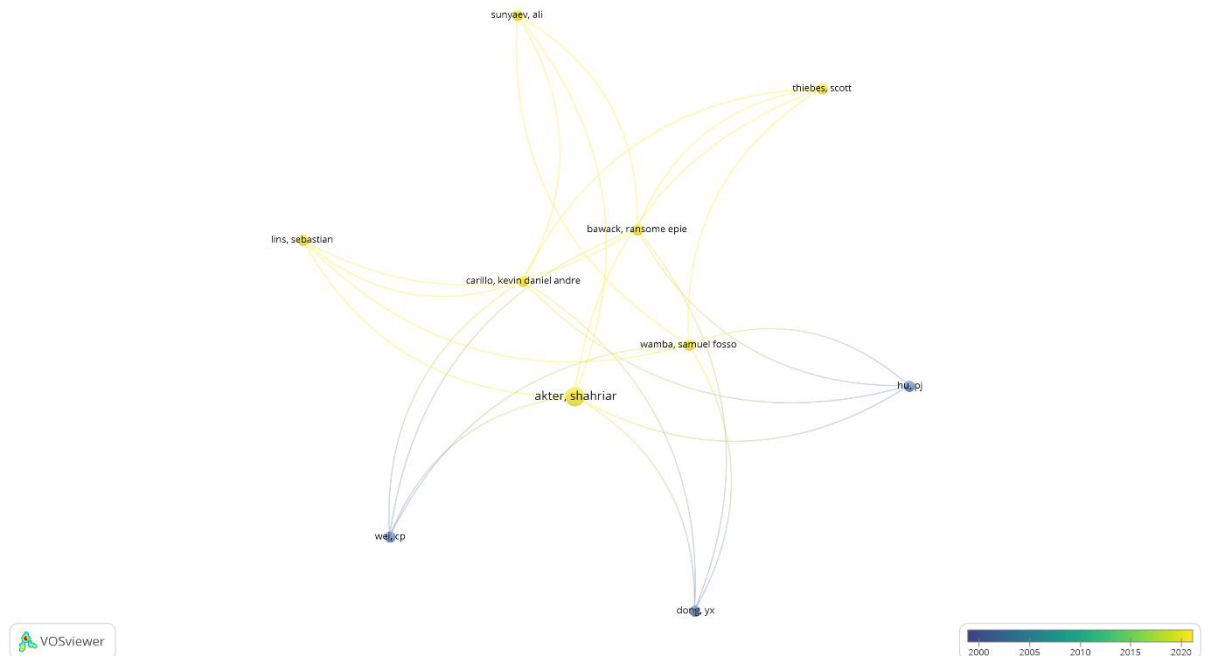 sunyaev, ali
thiebes, scott
bawack, ransome epie
lins, sebastian
carillo, kevin daniel andre
wamba, samuel fosso
hu, pj
akter, shahriar
wei, cp
dong, yx
VOSviewer
2000 2005 2010 2015 2020